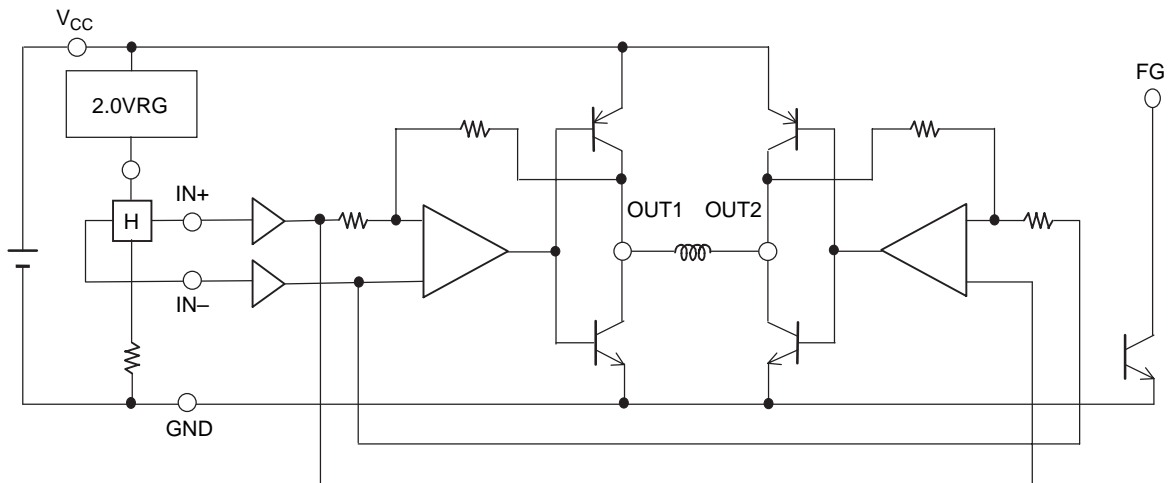 VCC
FG
2.0VRG
IN+
H
OUT1
OUT2
IN–
GND